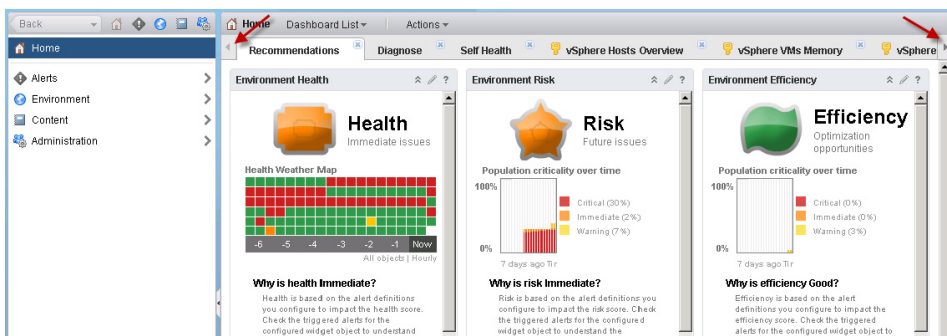 Back
Home Dashboard List Actions
Home
Alerts
Environment
Content
Administration
Recommendations Diagnose Self Health vSphere Hosts Overview vSphere VMs Memory vSphere
Environment Health ?
Health
Immediate issues
Health Weather Map
-6 -5 -4 -3 -2 -1 Now
All objects | Hourly
Why is health Immediate?
Health is based on the alert definitions
you configure to impact the health score.
Check the triggered alerts for the
configured widget object to understand
Environment Risk ?
Risk
Future issues
Population criticality over time
100%
Critical (30%)
Immediate (2%)
Warning (7%)
0%
7 days ago Tir
Why is risk Immediate?
Risk is based on the alert definitions you
configure to impact the risk score. Check
the triggered alerts for the configured
widget object to understand the
Environment Efficiency ?
Efficiency
Optimization
opportunities
Population criticality over time
100%
Critical (0%)
Immediate (0%)
Warning (3%)
0%
7 days ago Tir
Why is efficiency Good?
Efficiency is based on the alert
definitions you configure to impact the
efficiency score. Check the triggered
alerts for the configured widget object to